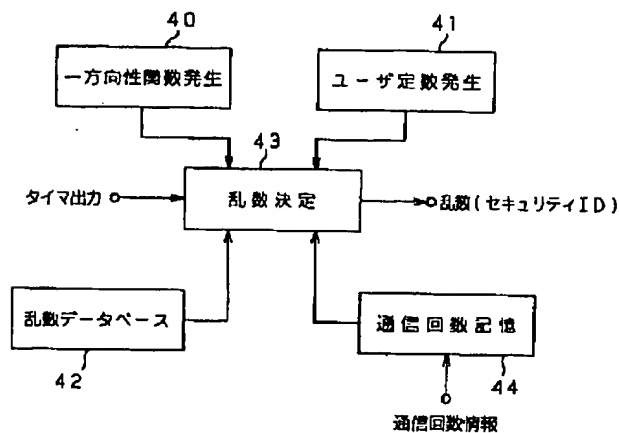 40
一方向性関数発生
41
ユーザ定数発生
43
タイマ出力
乱数決定
乱数(セキュリティID)
乱数データベース
42
通信回数記憶
44
通信回数情報